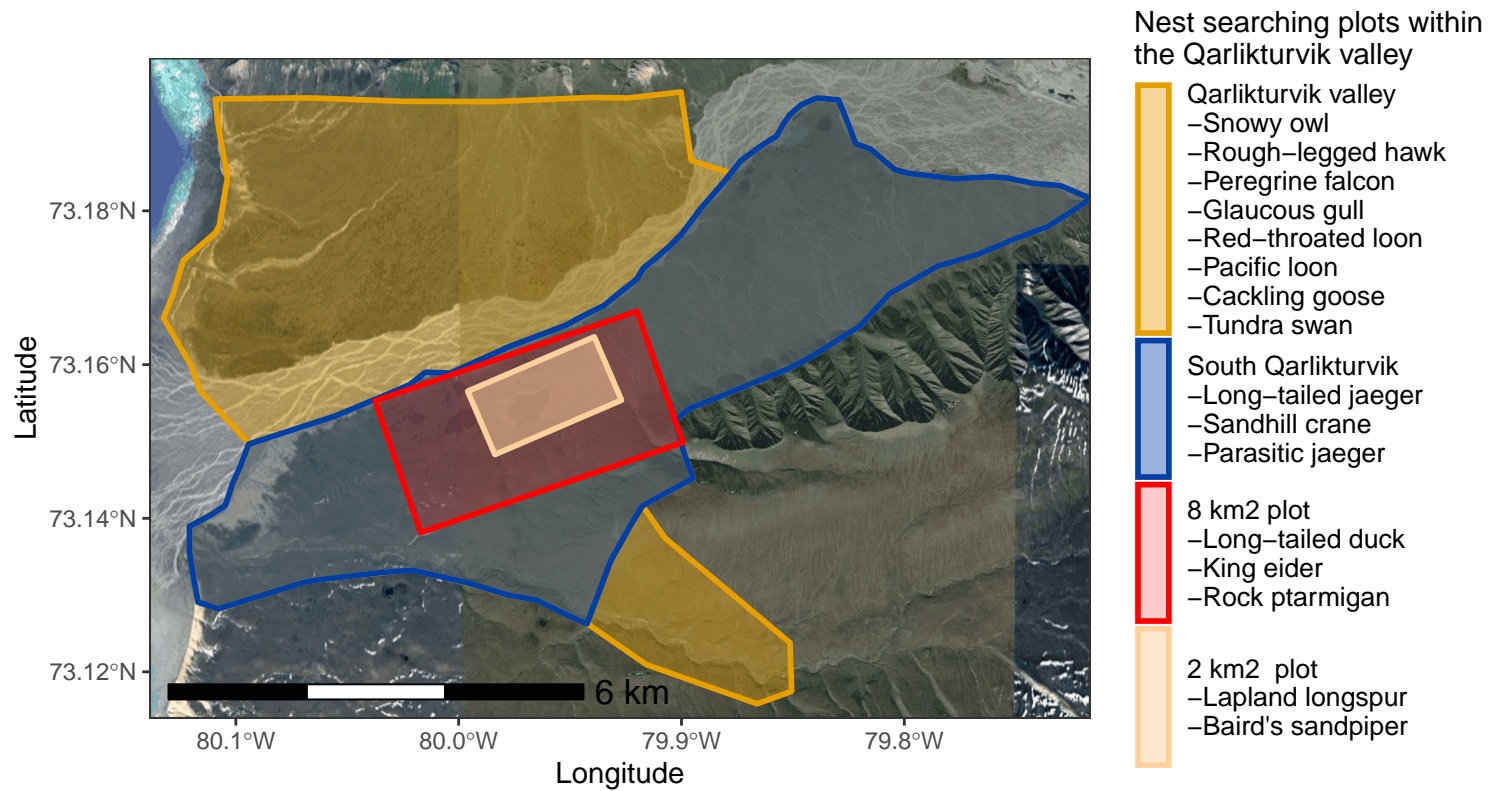 Nest searching plots within
the Qarlikturvik valley
Qarlikturvik valley
−Snowy owl
−Rough−legged hawk
−Peregrine falcon
−Glaucous gull
−Red−throated loon
−Pacific loon
−Cackling goose
−Tundra swan
South Qarlikturvik
−Long−tailed jaeger
−Sandhill crane
−Parasitic jaeger
8 km2 plot
−Long−tailed duck
−King eider
−Rock ptarmigan
2 km2  plot
−Lapland longspur
−Baird's sandpiper
Latitude
73.18°N
73.16°N
73.14°N
73.12°N
6 km
80.1°W
80.0°W
79.9°W
79.8°W
Longitude